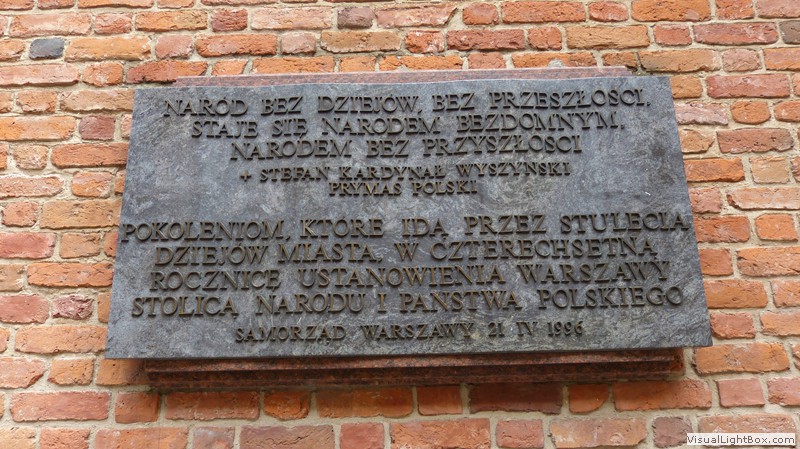 NARÓD BEZ DZIEJÓW, BEZ PRZESZŁOŚCI,
STAJE SIĘ NARODEM BEZDOMNYM,
NARODEM BEZ PRZYSZŁOŚCI
+ STEFAN KARDYNAŁ WYSZYŃSKI
PRYMAS POLSKI
POKOLENIOM, KTÓRE IDĄ PRZEZ STULECIA
DZIEJÓW MIASTA, W CZTERECHSETNĄ
ROCZNICĘ USTANOWIENIA WARSZAWY
STOLICĄ NARODU I PAŃSTWA POLSKIEGO
SAMORZĄD WARSZAWY 21 IV 1996
VisualLightBox.com